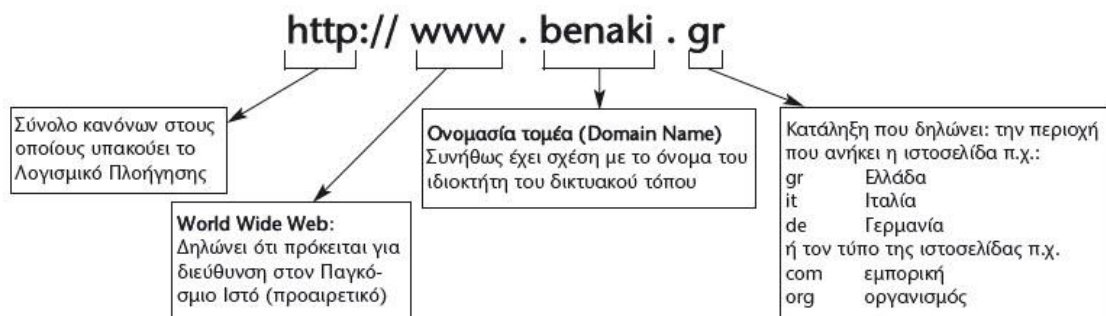 http:// www . benaki . gr
Σύνολο κανόνων στους
οποίους υπακούει το
Λογισμικό Πλοήγησης
World Wide Web:
Δηλώνει ότι πρόκειται για
διεύθυνση στον Παγκό-
σμιο Ιστό (προαιρετικό)
Ονομασία τομέα (Domain Name)
Συνήθως έχει σχέση με το όνομα του
ιδιοκτήτη του δικτυακού τόπου
Κατάληξη που δηλώνει: την περιοχή
που ανήκει η ιστοσελίδα π.χ.:
gr Ελλάδα
it Ιταλία
de Γερμανία
ή τον τύπο της ιστοσελίδας π.χ.
com εμπορική
org οργανισμός